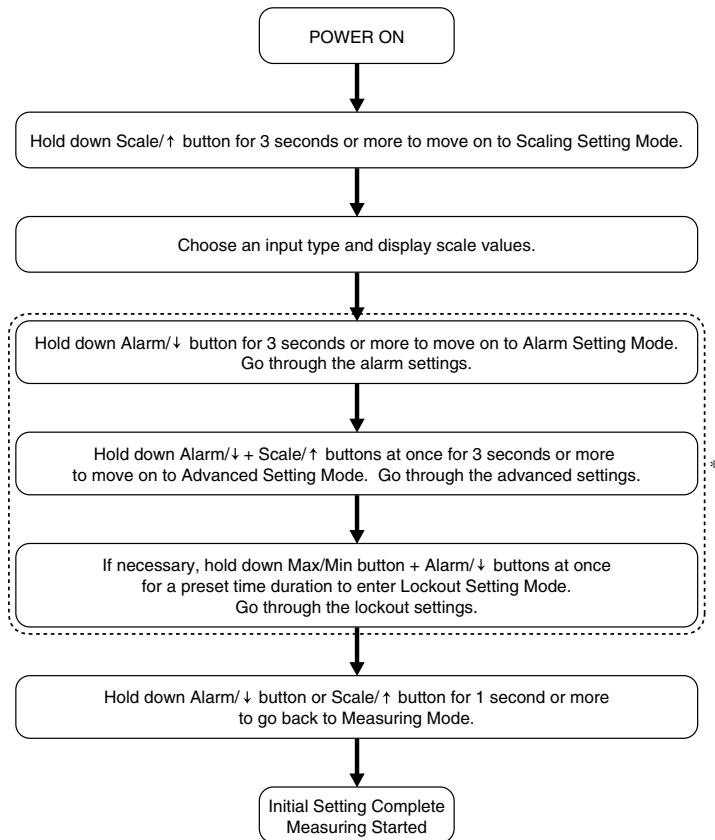 POWER ON
Hold down Scale/↑ button for 3 seconds or more to move on to Scaling Setting Mode.
Choose an input type and display scale values.
Hold down Alarm/↓ button for 3 seconds or more to move on to Alarm Setting Mode.
Go through the alarm settings.
Hold down Alarm/↓ + Scale/↑ buttons at once for 3 seconds or more
to move on to Advanced Setting Mode. Go through the advanced settings.
*
If necessary, hold down Max/Min button + Alarm/↓ buttons at once
for a preset time duration to enter Lockout Setting Mode.
Go through the lockout settings.
Hold down Alarm/↓ button or Scale/↑ button for 1 second or more
to go back to Measuring Mode.
Initial Setting Complete
Measuring Started